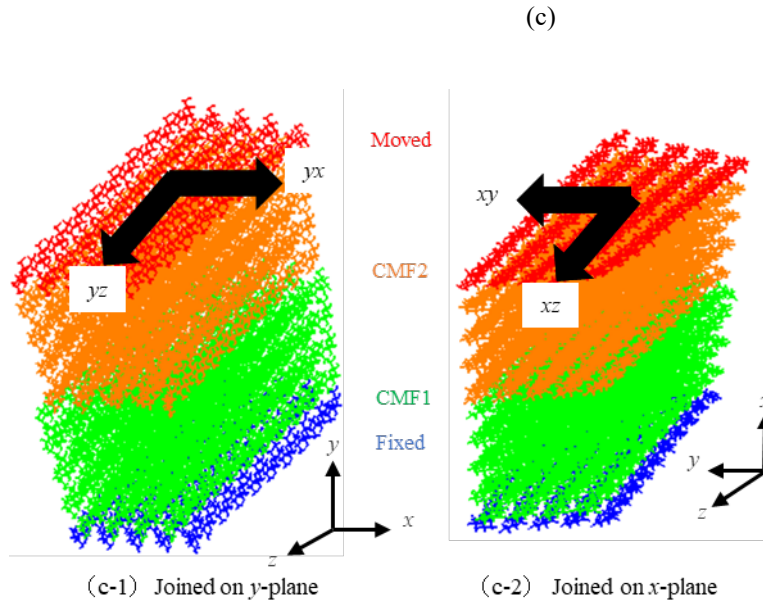 (c)
Moved
yx
xy
CMF2
yz
xz
CMF1
Fixed
y
x
z
y
z
(c-1) Joined on y-plane
(c-2) Joined on x-plane